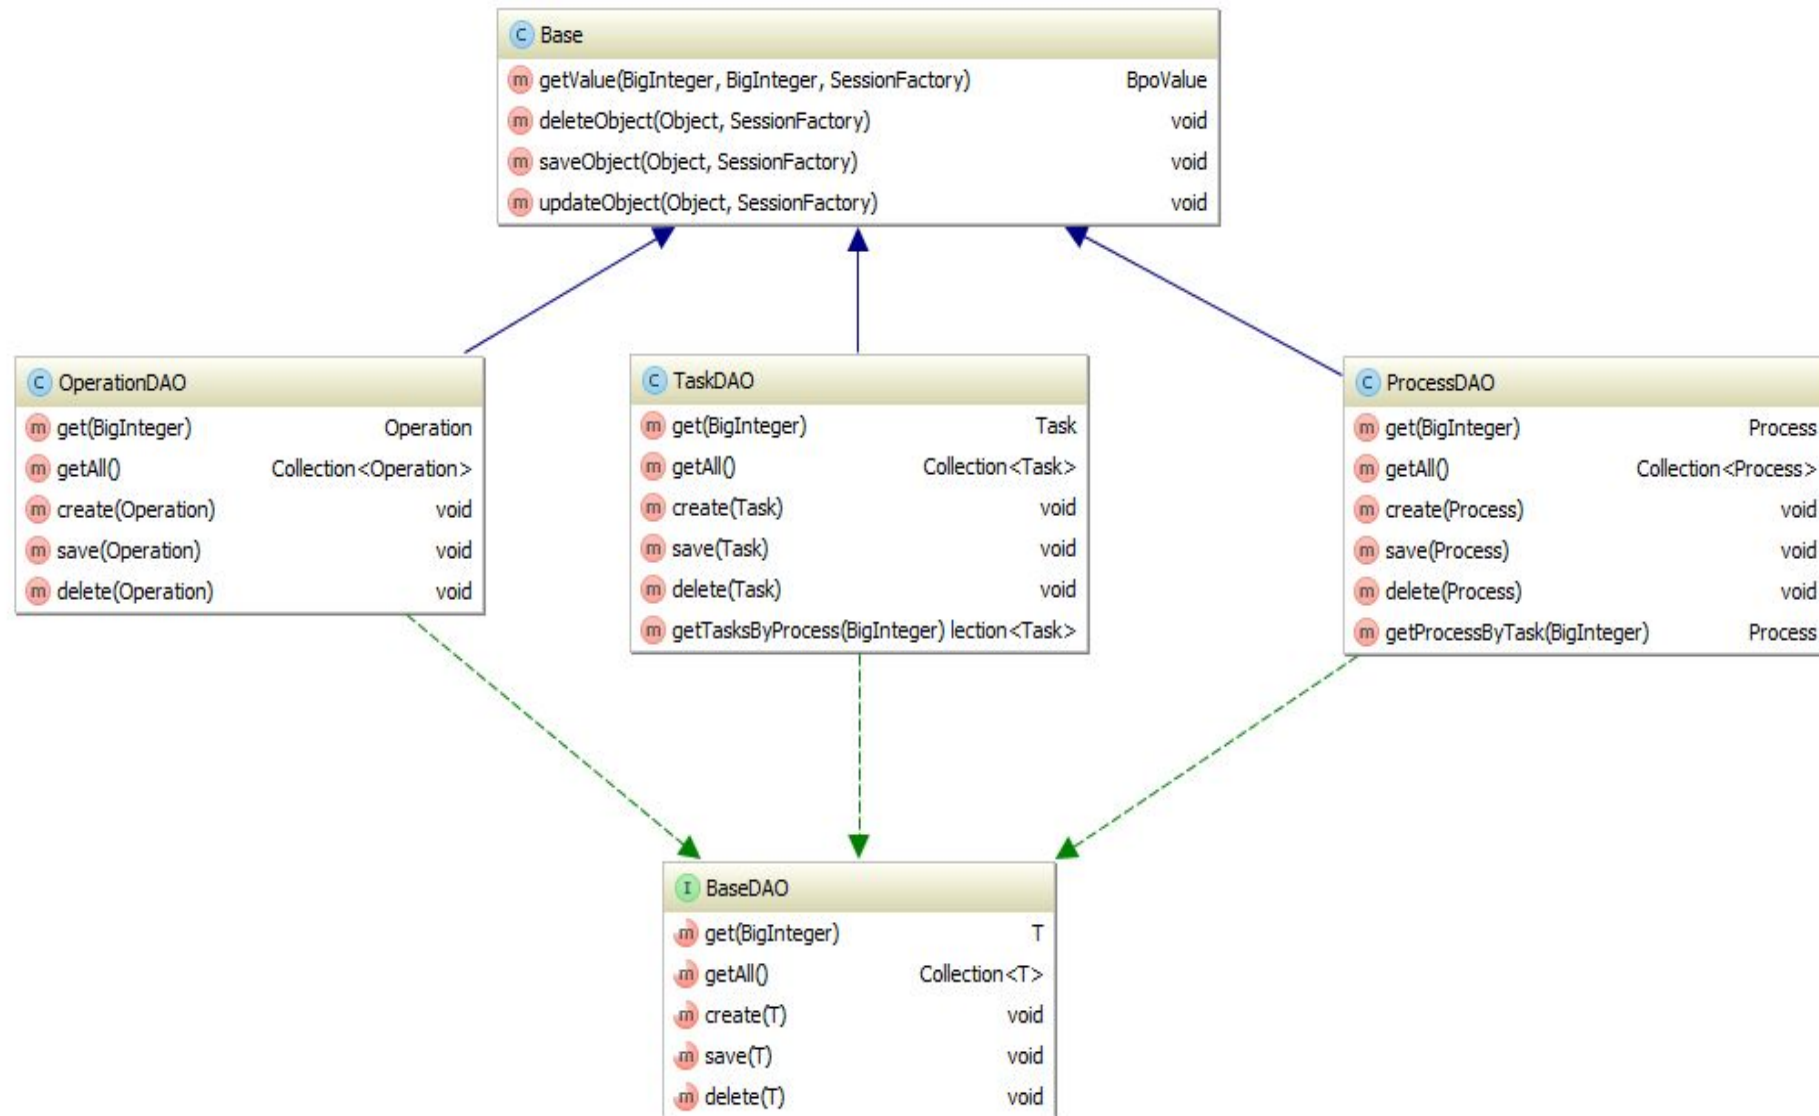 C Base
m getValue(BigInteger, BigInteger, SessionFactory) BpoValue
m deleteObject(Object, SessionFactory) void
m saveObject(Object, SessionFactory) void
m updateObject(Object, SessionFactory) void
C OperationDAO
m get(BigInteger) Operation
m getAll() Collection<Operation>
m create(Operation) void
m save(Operation) void
m delete(Operation) void
C TaskDAO
m get(BigInteger) Task
m getAll() Collection<Task>
m create(Task) void
m save(Task) void
m delete(Task) void
m getTasksByProcess(BigInteger) lection<Task>
C ProcessDAO
m get(BigInteger) Process
m getAll() Collection<Process>
m create(Process) void
m save(Process) void
m delete(Process) void
m getProcessByTask(BigInteger) Process
I BaseDAO
m get(BigInteger) T
m getAll() Collection<T>
m create(T) void
m save(T) void
m delete(T) void